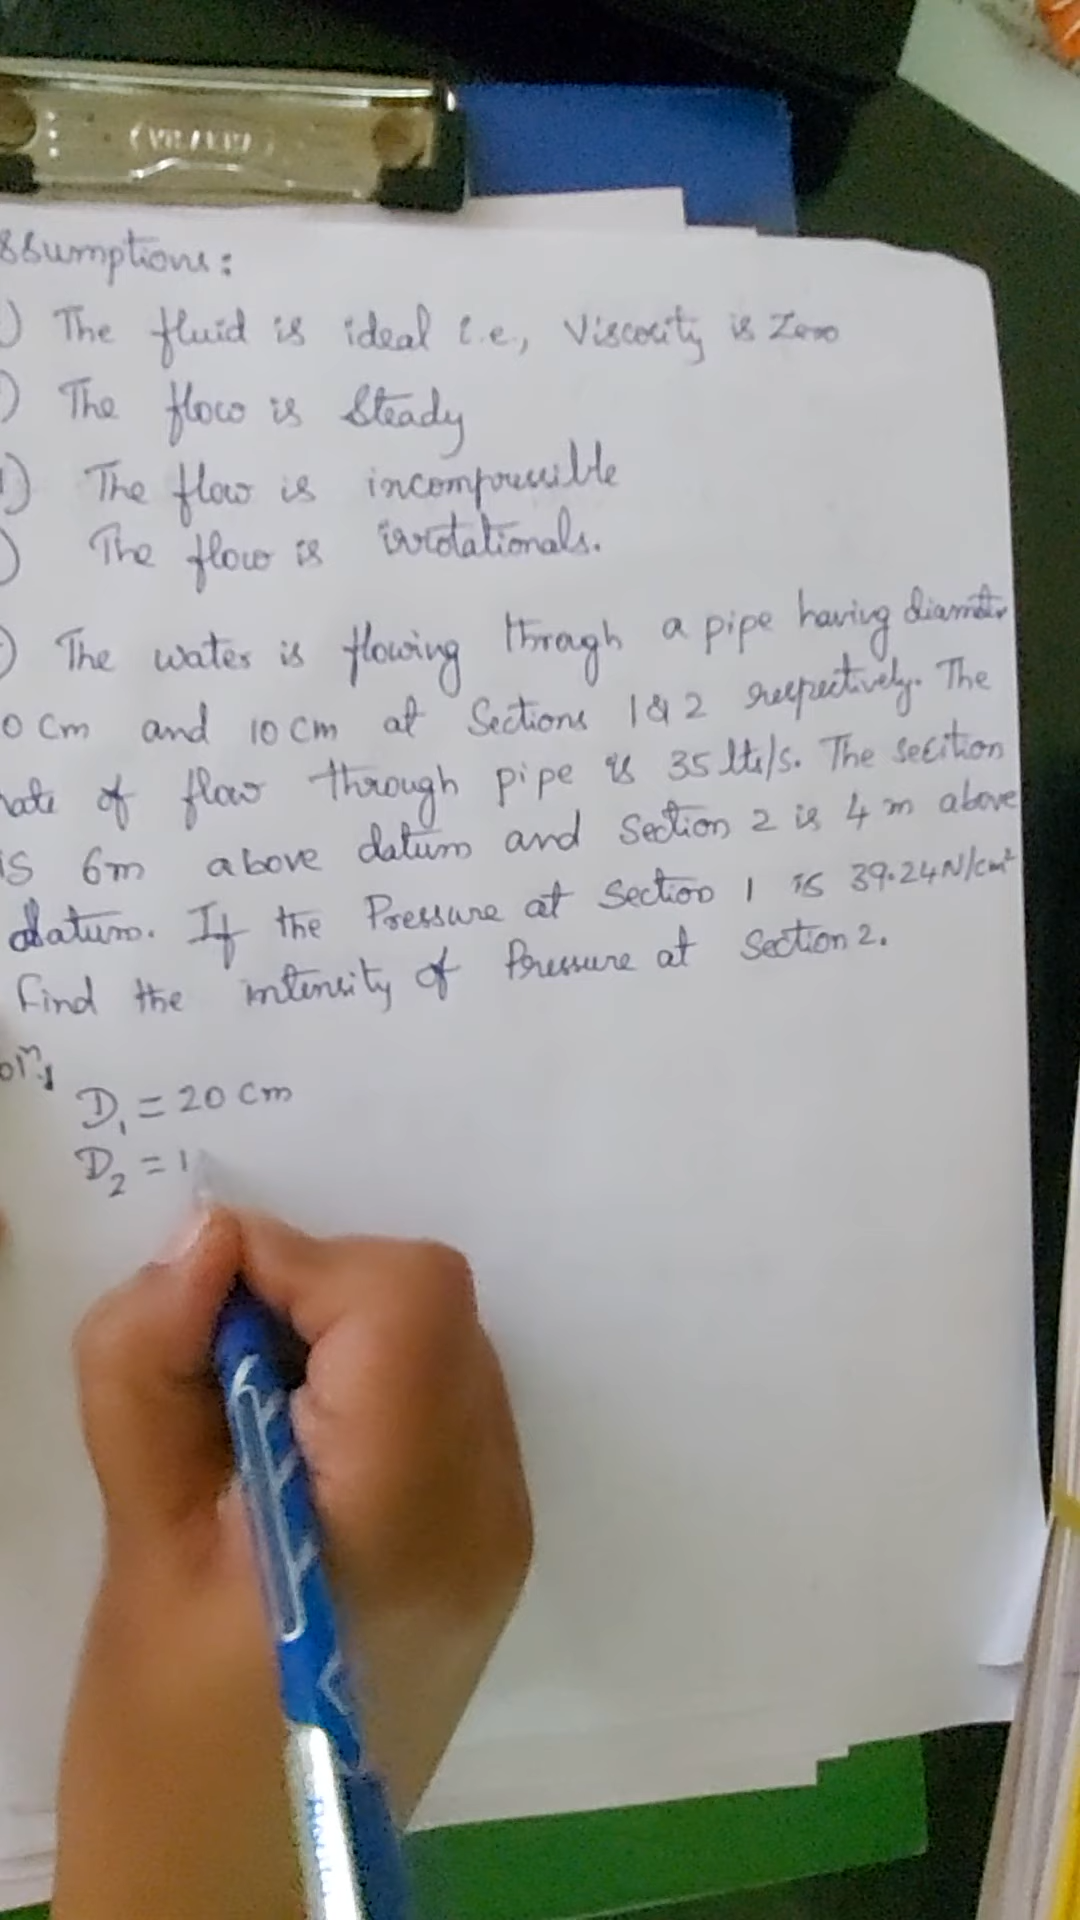 ssumptions:
) The fluid is ideal i.e., Viscosity is Zero
) The flow is Steady
) The flow is incompressible
) The flow is irrotationals.
) The water is flowing through a pipe having diameter
0 cm and 10 cm at Sections 1 & 2 respectively. The
rate of flow through pipe is 35 lts/s. The section
is 6m above datum and Section 2 is 4 m above
datum. If the Pressure at Section 1 is 39.24N/cm²
Find the intensity of Pressure at Section 2.
olⁿ:
D₁ = 20 cm
D₂ = 1